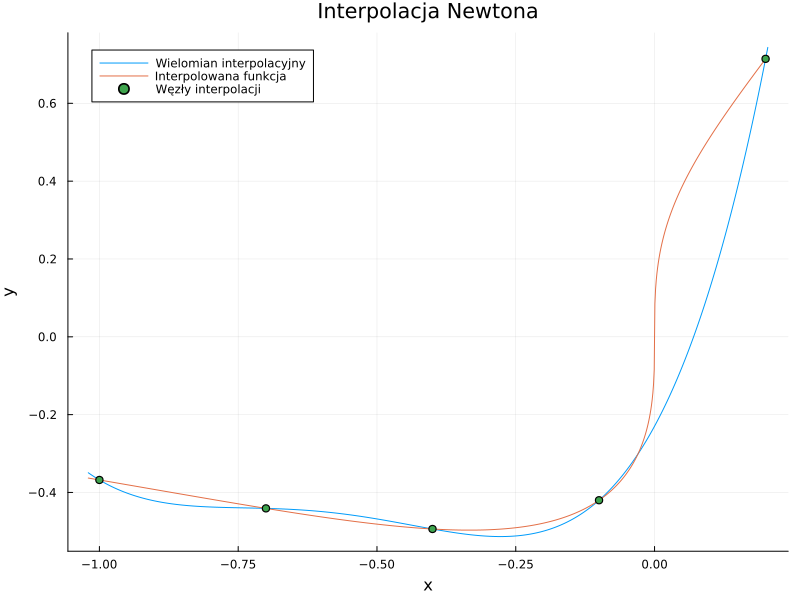 Interpolacja Newtona
Wielomian interpolacyjny
Interpolowana funkcja
Węzły interpolacji
y
0.6
0.4
0.2
0.0
−0.2
−0.4
−1.00 −0.75 −0.50 −0.25 0.00
x